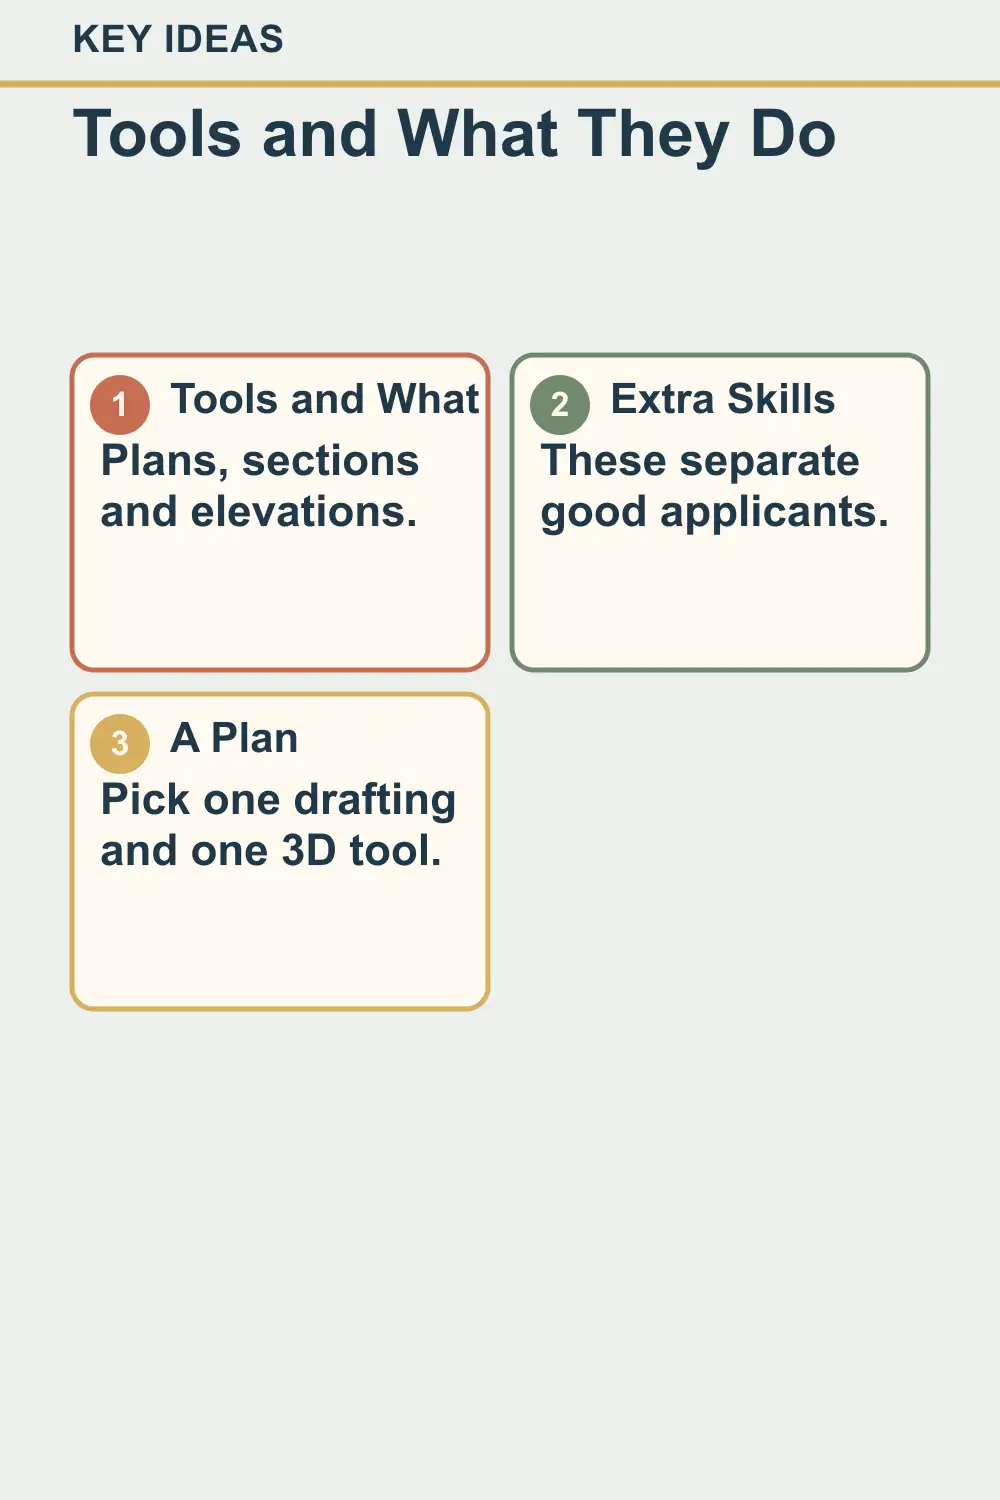 KEY IDEAS
Tools and What They Do
1 Tools and What
Plans, sections
and elevations.
2 Extra Skills
These separate
good applicants.
3 A Plan
Pick one drafting
and one 3D tool.